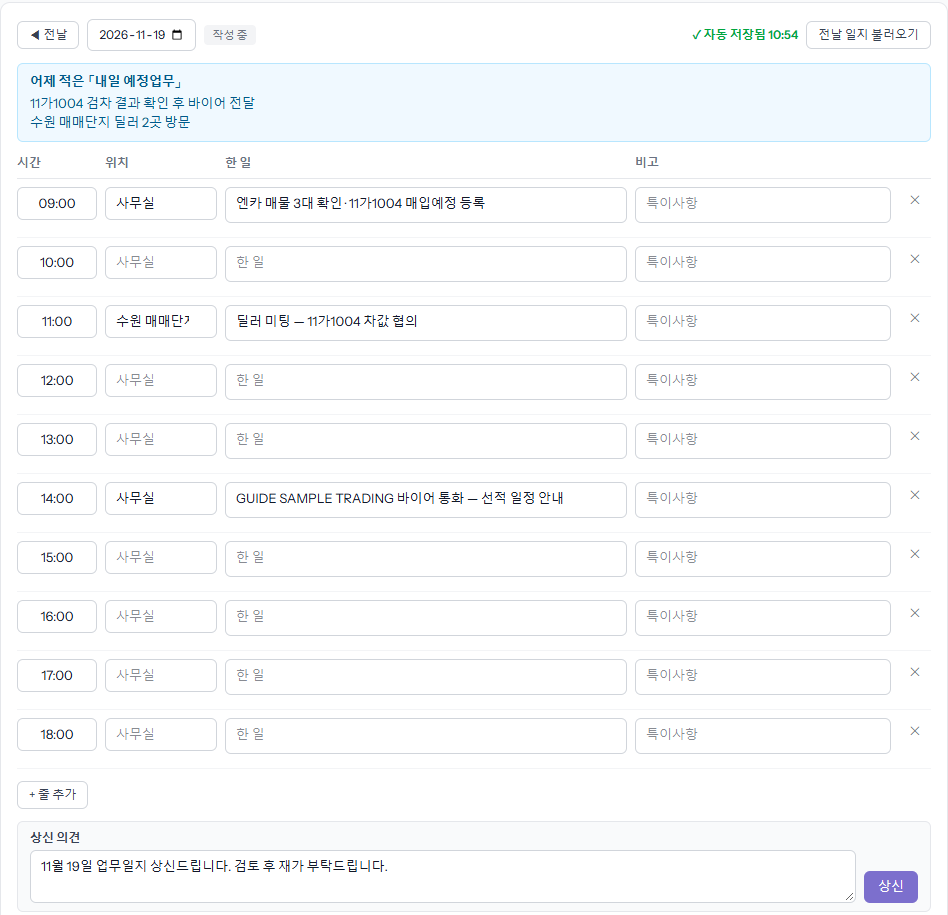 ◀ 전날 2026-11-19 작성 중 ✓ 자동 저장됨 10:54 전날 일지 불러오기
어제 적은 「내일 예정업무」
11가1004 검차 결과 확인 후 바이어 전달
수원 매매단지 딜러 2곳 방문
시간 위치 한 일 비고
09:00 사무실 엔카 매물 3대 확인 · 11가1004 매입예정 등록 특이사항 ×
10:00 사무실 한 일 특이사항 ×
11:00 수원 매매단 딜러 미팅 — 11가1004 차값 협의 특이사항 ×
12:00 사무실 한 일 특이사항 ×
13:00 사무실 한 일 특이사항 ×
14:00 사무실 GUIDE SAMPLE TRADING 바이어 통화 — 선적 일정 안내 특이사항 ×
15:00 사무실 한 일 특이사항 ×
16:00 사무실 한 일 특이사항 ×
17:00 사무실 한 일 특이사항 ×
18:00 사무실 한 일 특이사항 ×
+ 줄 추가
상신 의견
11월 19일 업무일지 상신드립니다. 검토 후 재가 부탁드립니다.
상신